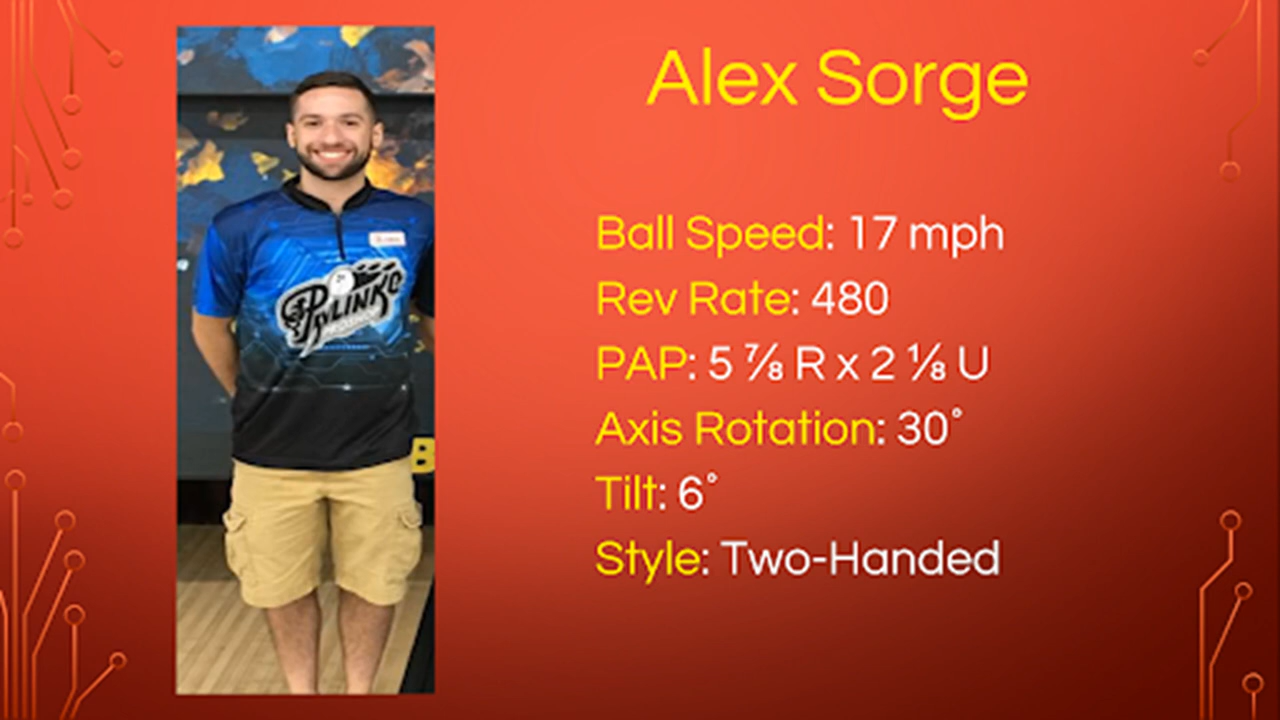 Alex Sorge
Ball Speed: 17 mph
Rev Rate: 480
PAP: 5 ⅞ R x 2 ⅛ U
Axis Rotation: 30˚
Tilt: 6˚
Style: Two-Handed
B